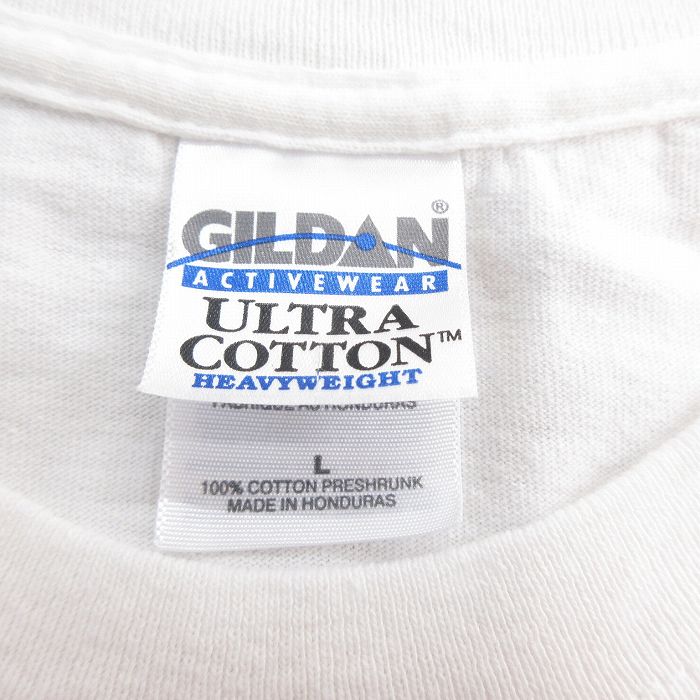 GILDAN®
ACTIVEWEAR
ULTRA
COTTON™
HEAVYWEIGHT
L
100% COTTON PRESHRUNK
MADE IN HONDURAS